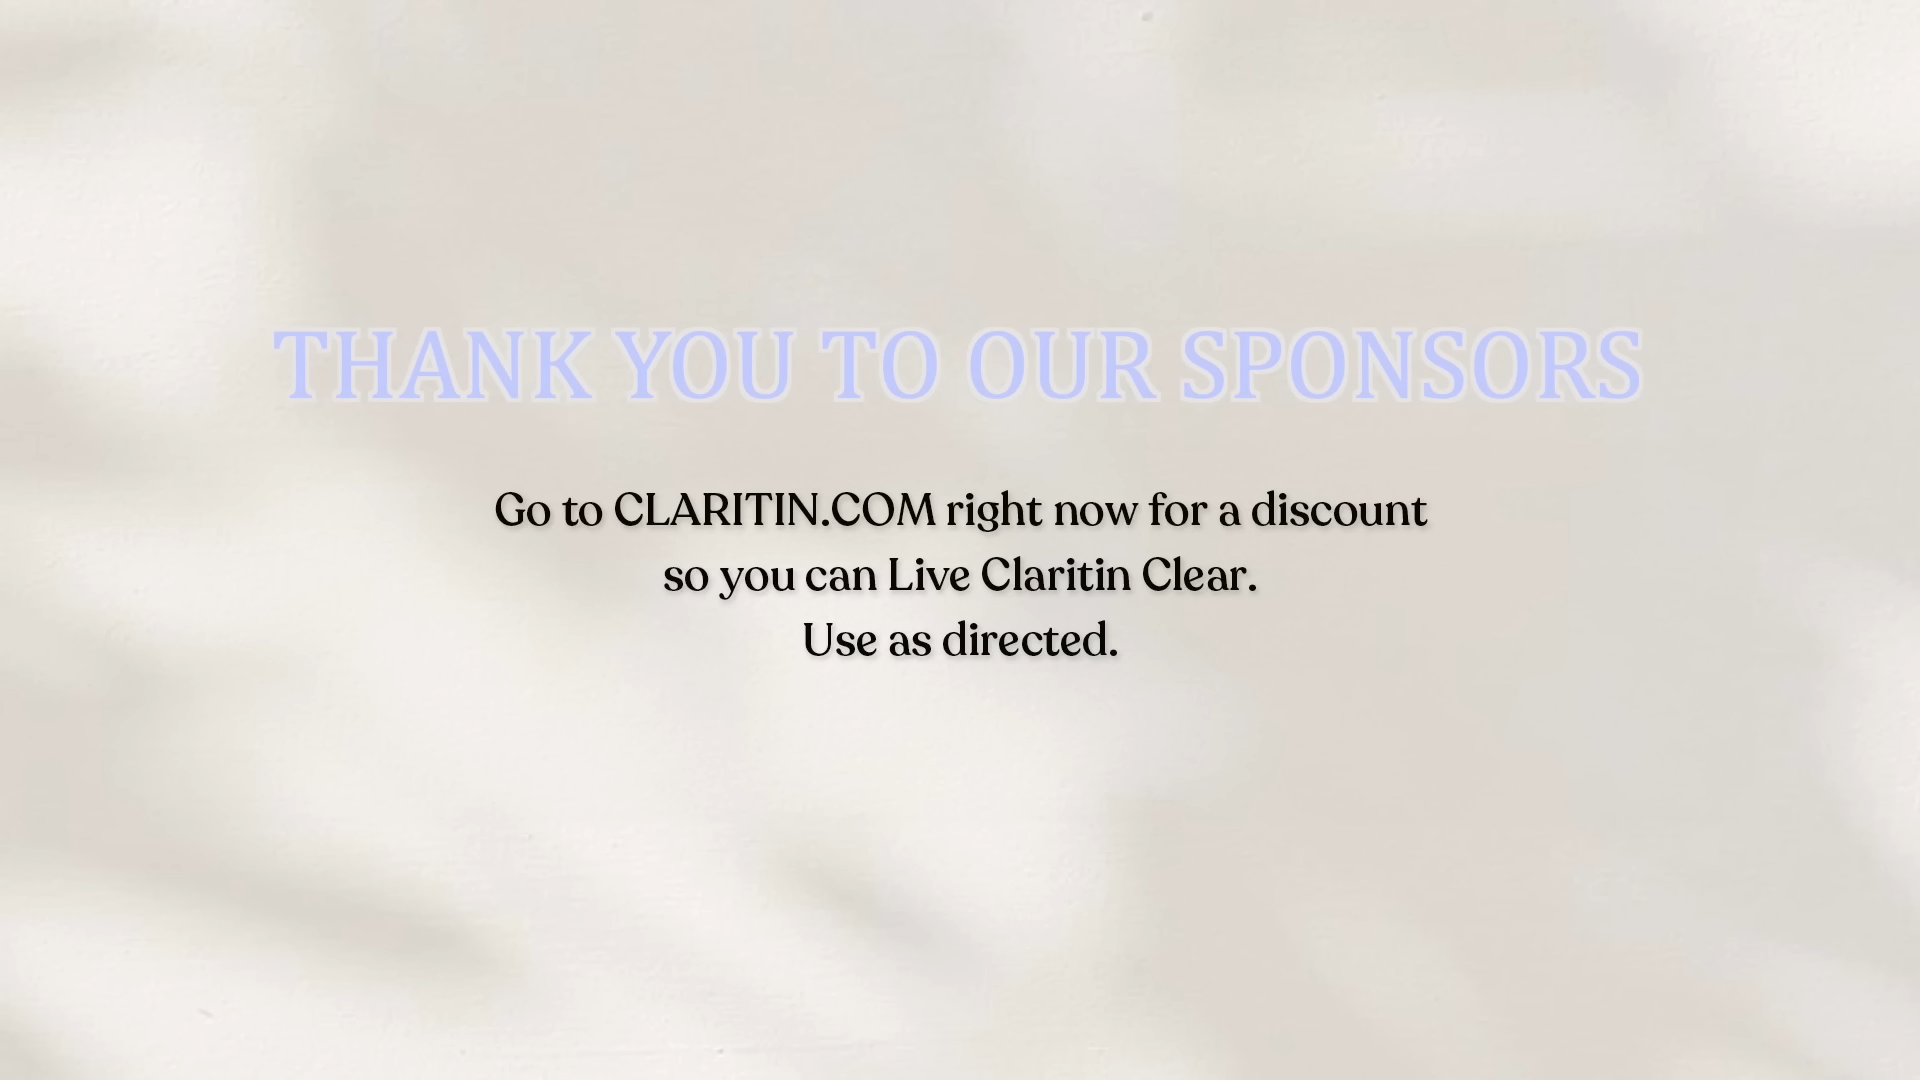 THANK YOU TO OUR SPONSORS
Go to CLARITIN.COM right now for a discount
so you can Live Claritin Clear.
Use as directed.